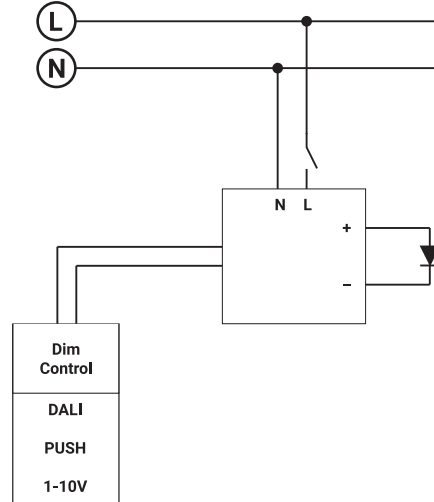 L
N
N L
+
−
Dim
Control
DALI
PUSH
1-10V